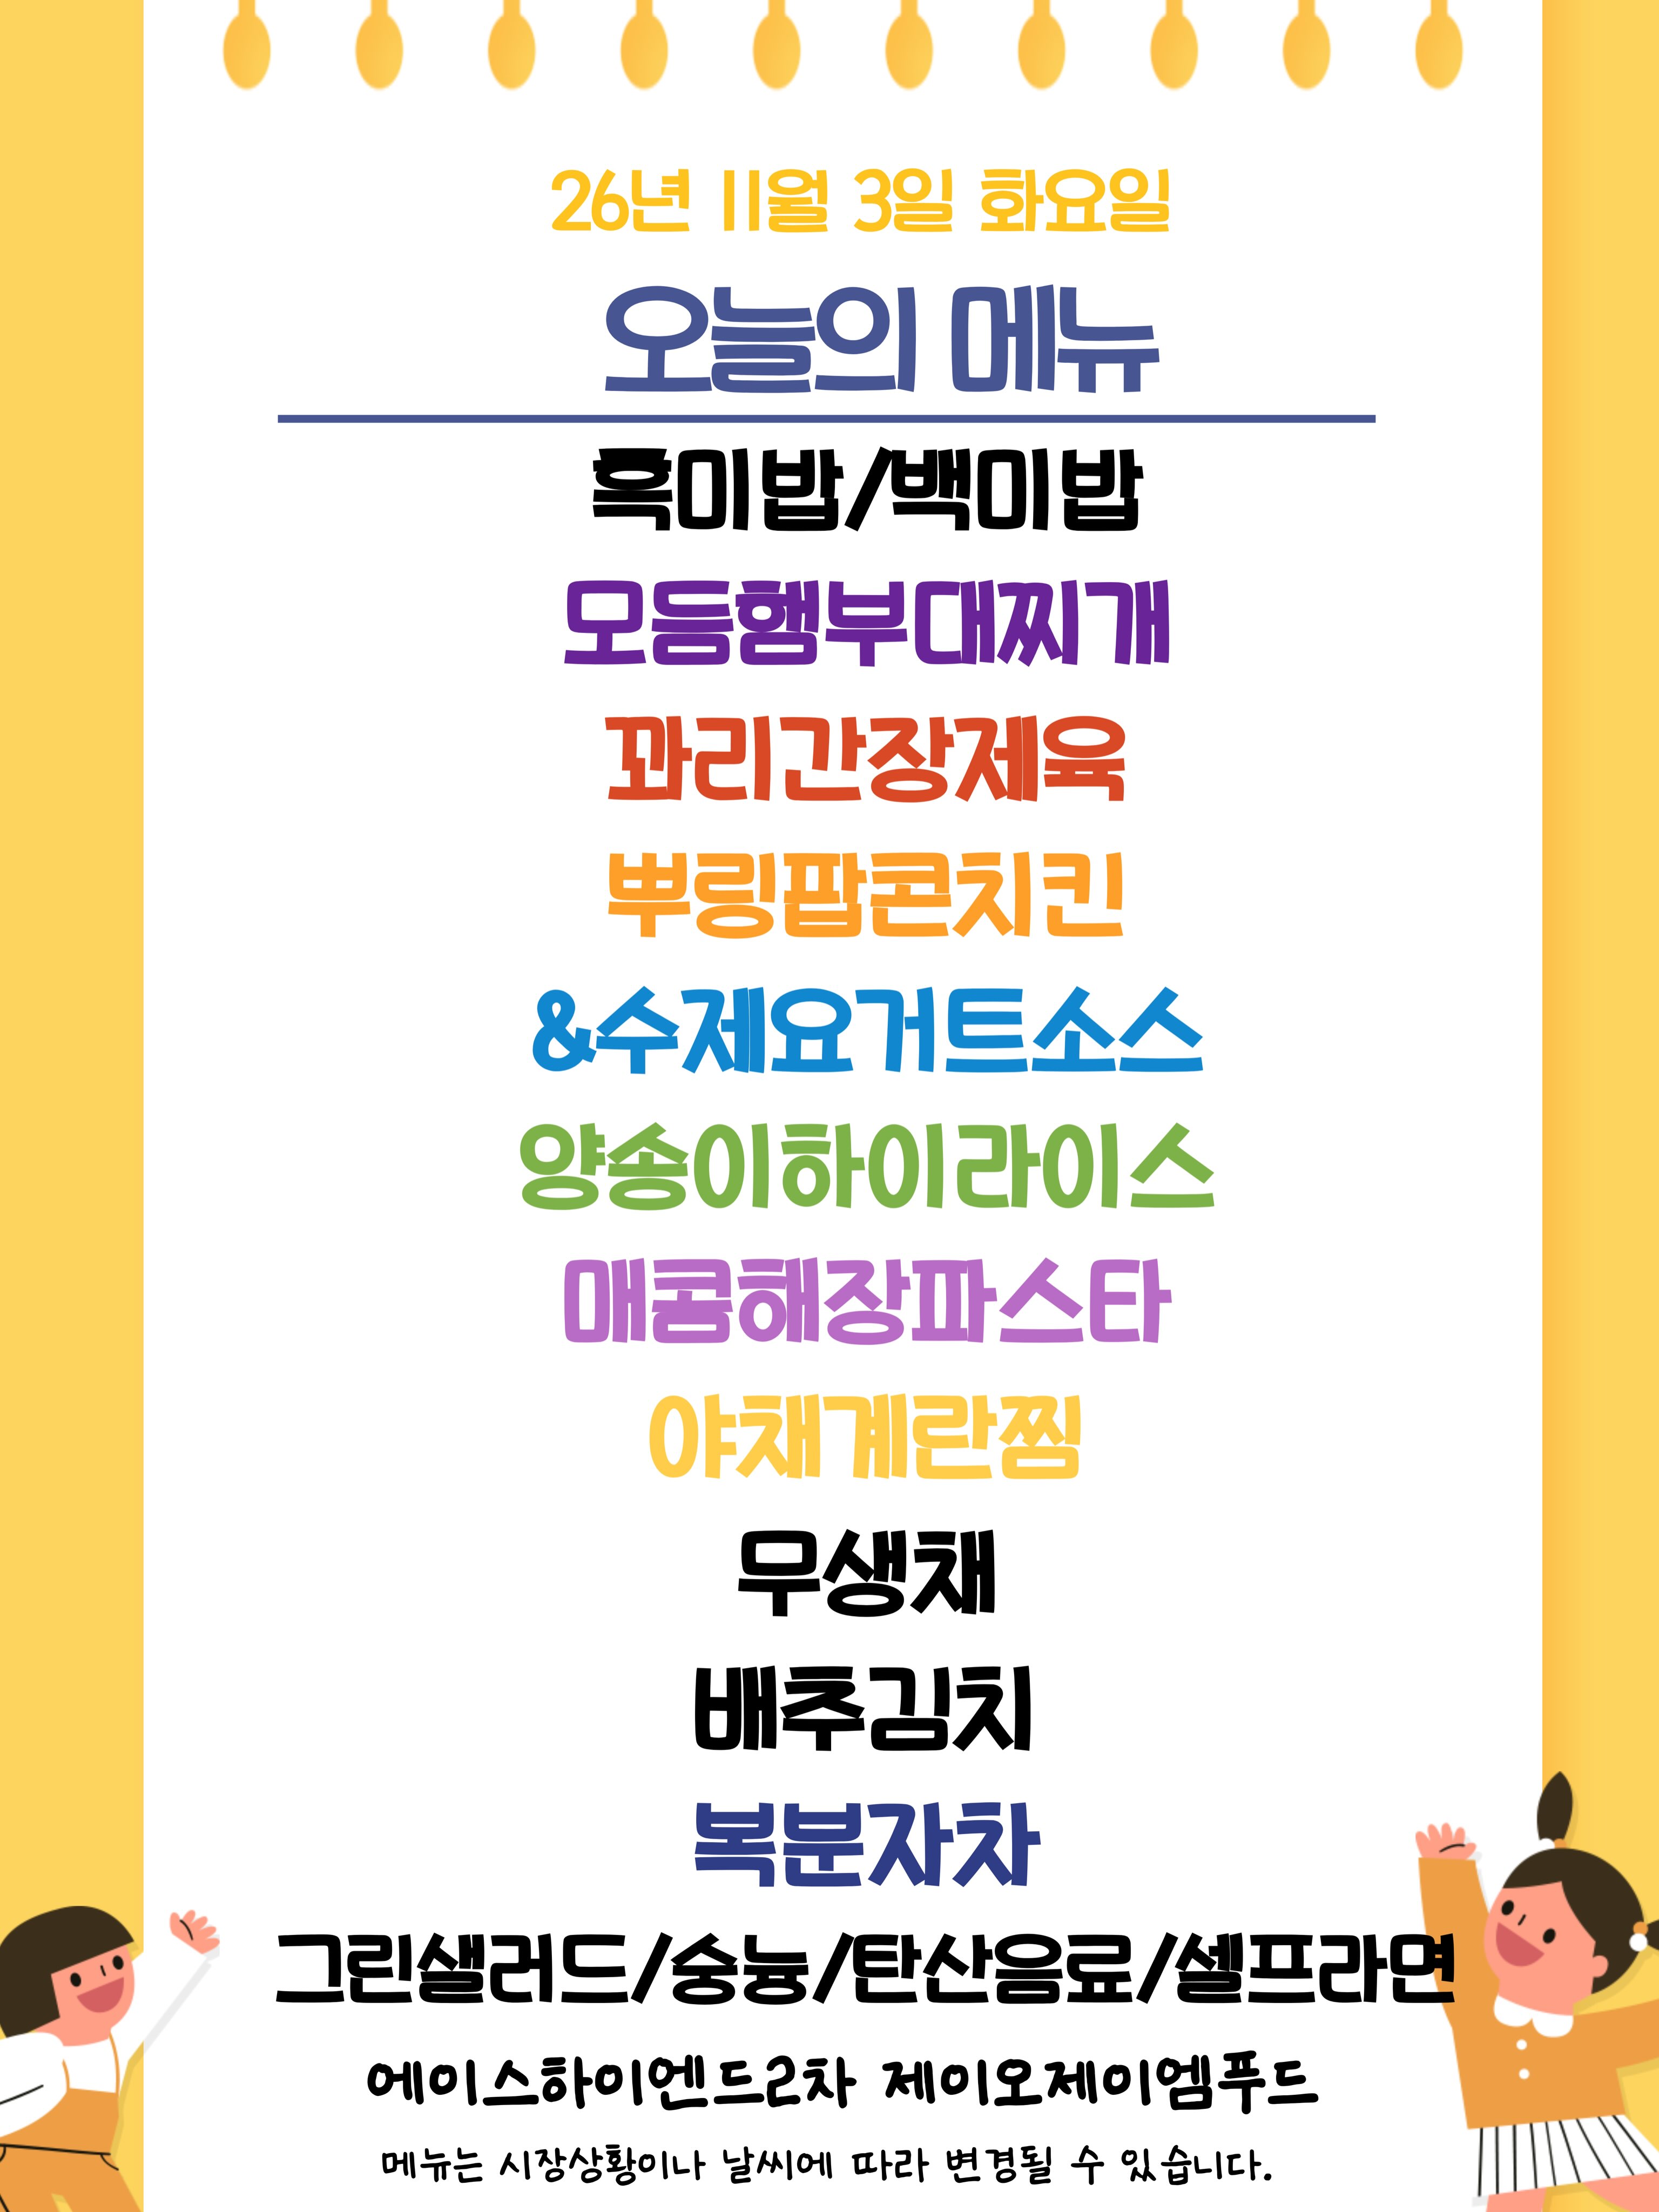 26년 11월 3일 화요일
오늘의 메뉴
흑미밥/백미밥
모듬햄부대찌개
꽈리간장제육
뿌링팝콘치킨
&수제요거트소스
양송이하이라이스
매콤해장파스타
야채계란찜
무생채
배추김치
복분자차
그린샐러드/숭늉/탄산음료/셀프라면
에이스하이엔드2차 제이오제이엠푸드
메뉴는 시장상황이나 날씨에 따라 변경될 수 있습니다.